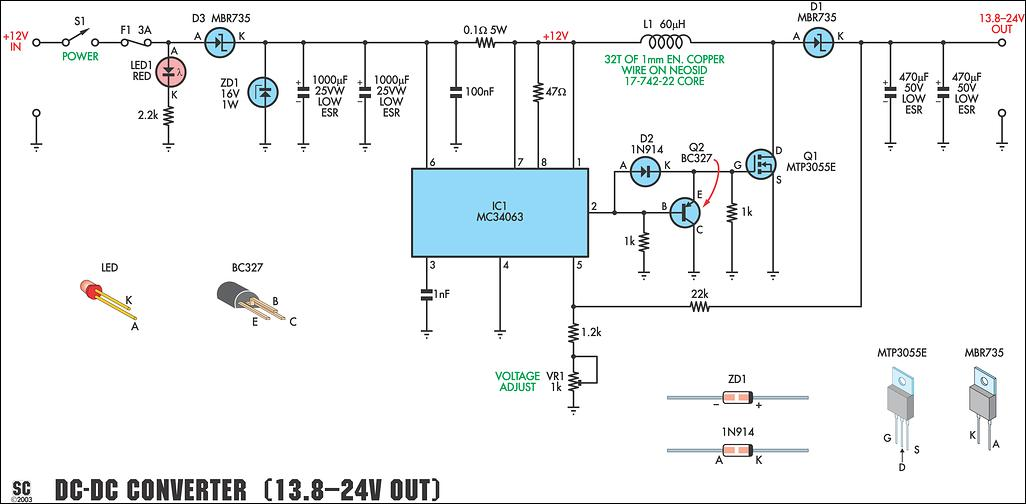 S1
POWER
+12V
IN
F1 3A
D3 MBR735
A
K
A
LED1
RED
λ
K
2.2k
ZD1
16V
1W
+
1000µF
25VW
LOW
ESR
+
1000µF
25VW
LOW
ESR
100nF
0.1Ω 5W
+12V
47Ω
L1 60µH
32T OF 1mm EN. COPPER
WIRE ON NEOSID
17-742-22 CORE
D1
MBR735
A
K
13.8–24V
OUT
+
470µF
50V
LOW
ESR
+
470µF
50V
LOW
ESR
6
7
8
1
IC1
MC34063
2
3
4
5
D2
1N914
A
K
Q2
BC327
B
E
C
1k
1k
G
D
S
Q1
MTP3055E
1nF
22k
1.2k
VOLTAGE
ADJUST
VR1
1k
LED
K
A
BC327
B
E
C
ZD1
–
+
1N914
A
K
MTP3055E
G
D
S
MBR735
K
A
SC
©2003
DC-DC CONVERTER (13.8–24V OUT)